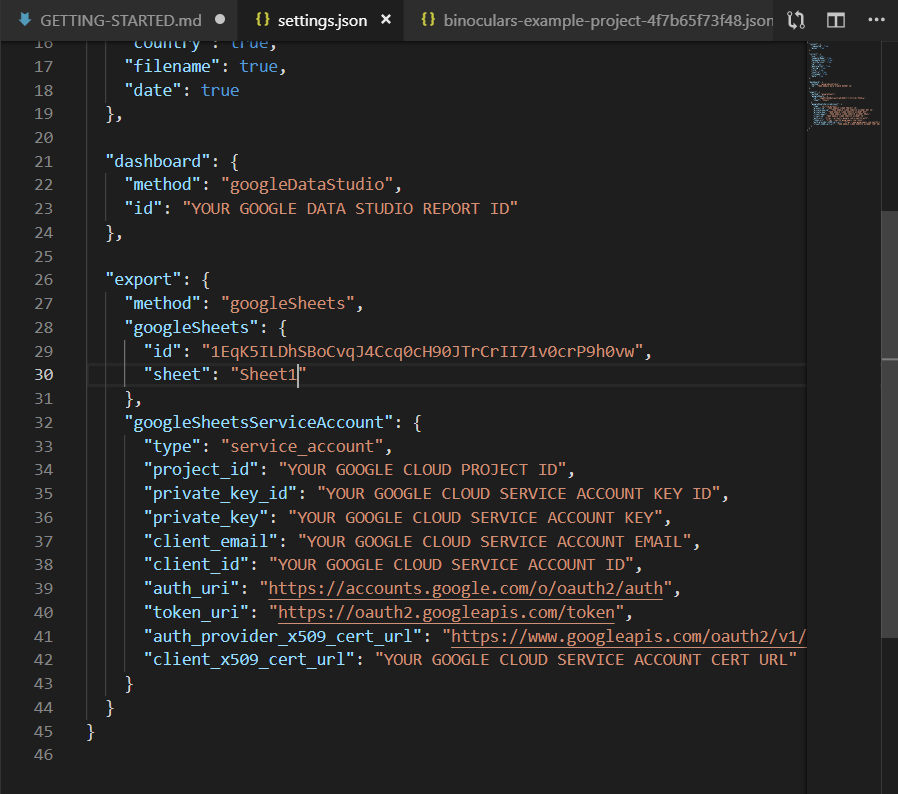 GETTING-STARTED.md ● {} settings.json × {} binoculars-example-project-4f7b65f73f48.json
16 "country": true,
17 "filename": true,
18 "date": true
19 },
20
21 "dashboard": {
22 "method": "googleDataStudio",
23 "id": "YOUR GOOGLE DATA STUDIO REPORT ID"
24 },
25
26 "export": {
27 "method": "googleSheets",
28 "googleSheets": {
29 "id": "1EqK5ILDhSBoCvqJ4Ccq0cH90JTrCrII71v0crP9h0vw",
30 "sheet": "Sheet1"
31 },
32 "googleSheetsServiceAccount": {
33 "type": "service_account",
34 "project_id": "YOUR GOOGLE CLOUD PROJECT ID",
35 "private_key_id": "YOUR GOOGLE CLOUD SERVICE ACCOUNT KEY ID",
36 "private_key": "YOUR GOOGLE CLOUD SERVICE ACCOUNT KEY",
37 "client_email": "YOUR GOOGLE CLOUD SERVICE ACCOUNT EMAIL",
38 "client_id": "YOUR GOOGLE CLOUD SERVICE ACCOUNT ID",
39 "auth_uri": "https://accounts.google.com/o/oauth2/auth",
40 "token_uri": "https://oauth2.googleapis.com/token",
41 "auth_provider_x509_cert_url": "https://www.googleapis.com/oauth2/v1/
42 "client_x509_cert_url": "YOUR GOOGLE CLOUD SERVICE ACCOUNT CERT URL"
43 }
44 }
45 }
46